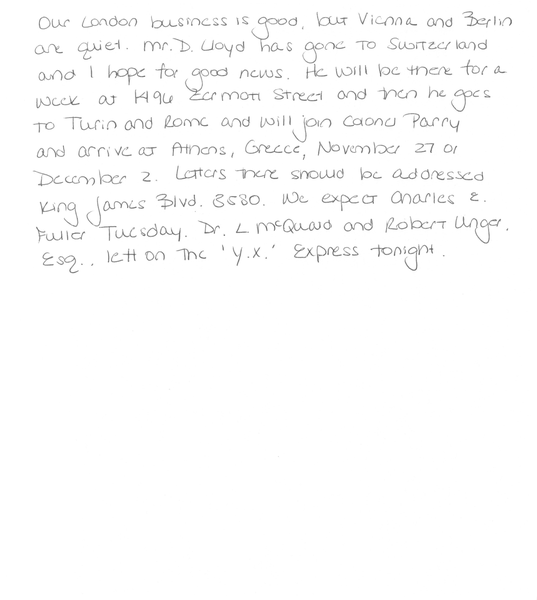 Our London business is good, but Vienna and Berlin
are quiet. Mr. D. Lloyd has gone to Switzerland
and I hope for good news. He will be there for a
week at 1496 Zermott Street and then he goes
to Turin and Rome and will join Colonel Parry
and arrive at Athens, Greece, November 27 or
December 2. Letters there should be addressed
King James Blvd. 3580. We expect Charles E.
Fuller Tuesday. Dr. L McQuaid and Robert Unger,
Esq., left on the 'Y.X.' Express tonight.